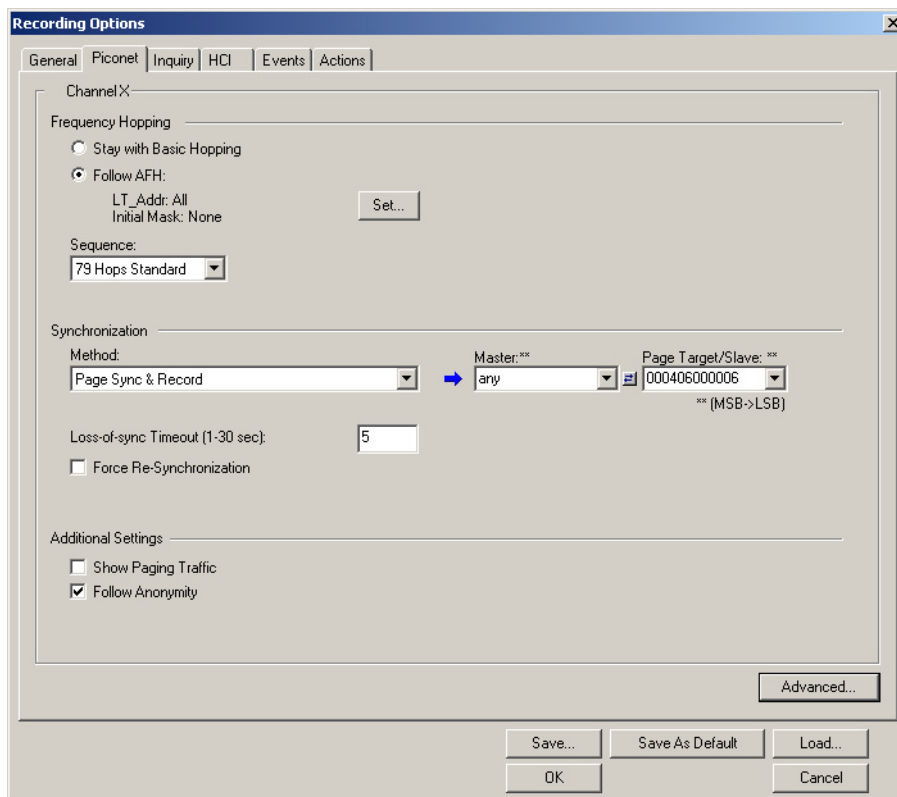 Recording Options
General Piconet Inquiry HCI Events Actions
Channel X
Frequency Hopping
Stay with Basic Hopping
Follow AFH:
LT_Addr: All
Initial Mask: None
Set...
Sequence:
79 Hops Standard
Synchronization
Method:
Master:**
Page Target/Slave: **
Page Sync & Record
any
000406000006
** (MSB->LSB)
Loss-of-sync Timeout (1-30 sec):
5
Force Re-Synchronization
Additional Settings
Show Paging Traffic
Follow Anonymity
Advanced...
Save... Save As Default Load...
OK Cancel